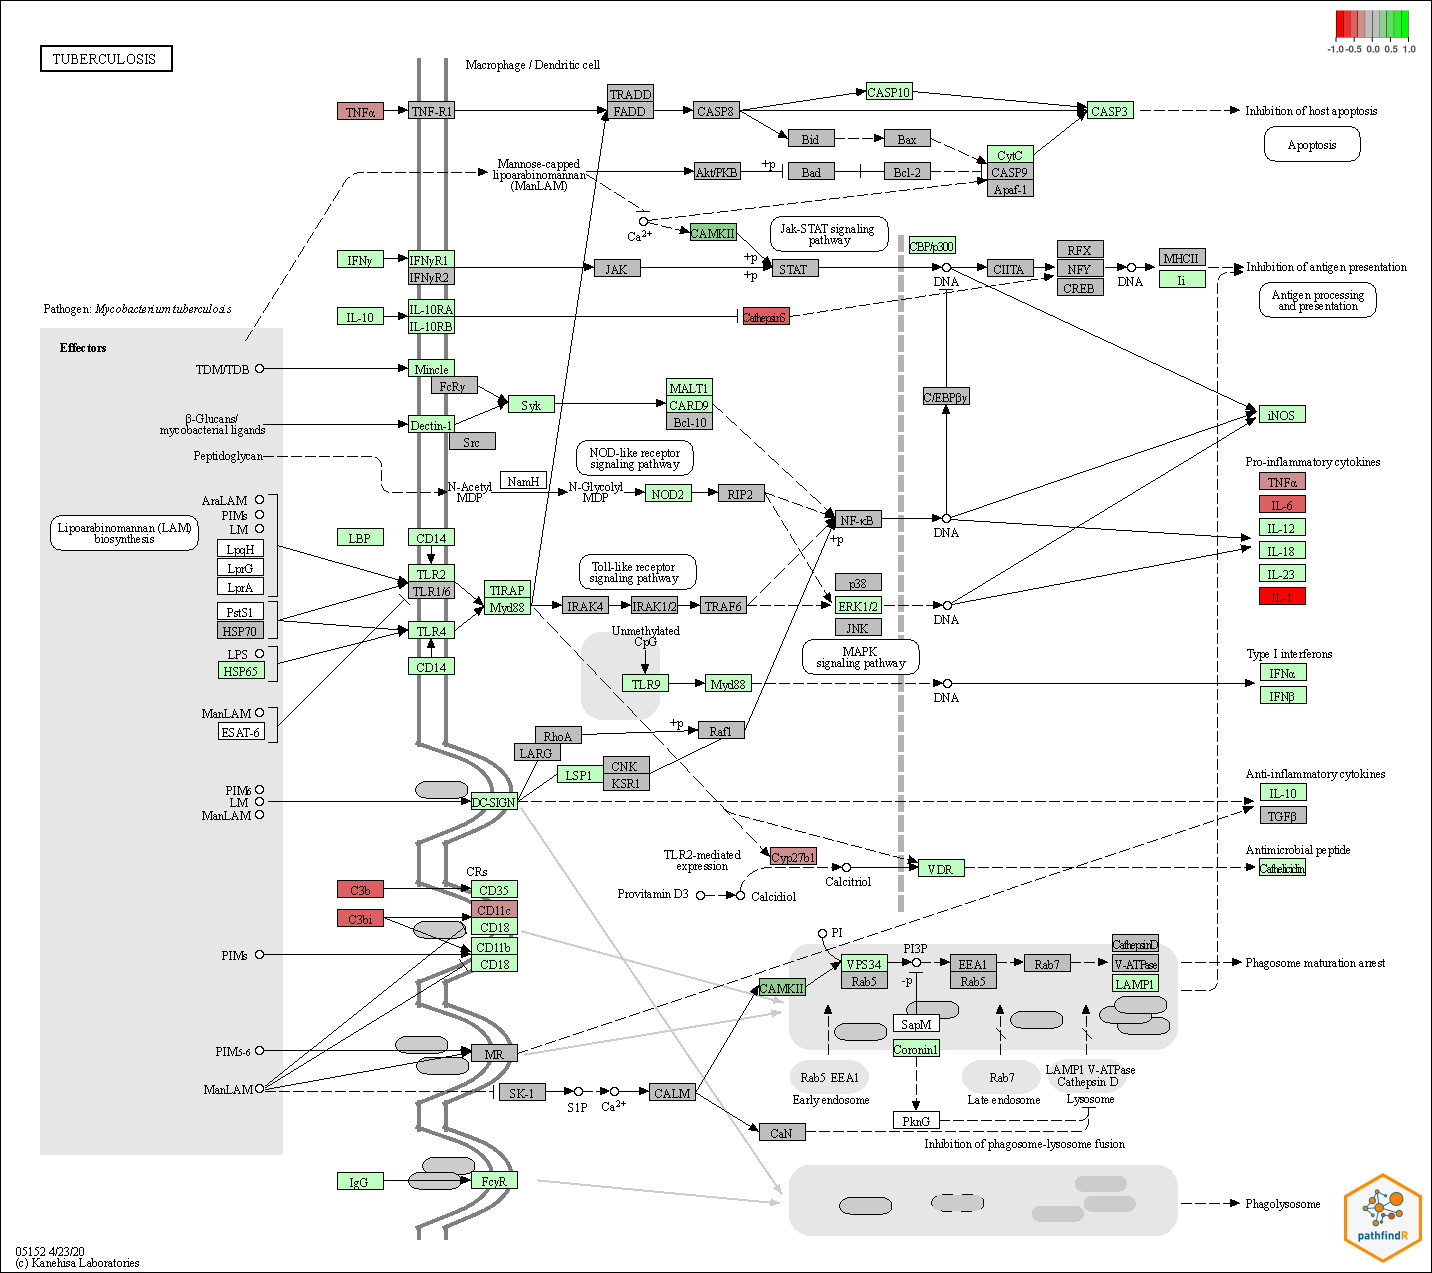 TUBERCULOSIS
-1.0 -0.5 0.0 0.5 1.0
Macrophage / Dendritic cell
TNFα
TNF-R1
TRADD
FADD
CASP8
CASP10
CASP3
Inhibition of host apoptosis
Bid
Bax
Apoptosis
Mannose-capped
lipoarabinomannan
(ManLAM)
Akt/PKB
+p
Bad
Bcl-2
CytC
CASP9
Apaf-1
Ca2+
CAMKII
Jak-STAT signaling
pathway
CBP/p300
IFNγ
IFNγR1
IFNγR2
JAK
+p
+p
STAT
DNA
CIITA
RFX
NFY
CREB
DNA
MHCII
Ii
Inhibition of antigen presentation
Antigen processing
and presentation
Pathogen: Mycobacterium tuberculosis
IL-10
IL-10RA
IL-10RB
CathepsinS
Effectors
TDM/TDB
Mincle
FcRγ
Syk
MALT1
CARD9
Bcl-10
C/EBPβγ
iNOS
β-Glucans/
mycobacterial ligands
Dectin-1
Src
Peptidoglycan
NOD-like receptor
signaling pathway
N-Acetyl
MDP
NamH
N-Glycolyl
MDP
NOD2
RIP2
NF-κB
+p
DNA
Pro-inflammatory cytokines
TNFα
IL-6
IL-12
IL-18
IL-23
IL-1
AraLAM
PIMs
LM
LpqH
LprG
LprA
Lipoarabinomannan (LAM)
biosynthesis
LBP
CD14
TLR2
TLR1/6
TIRAP
Myd88
Toll-like receptor
signaling pathway
IRAK4
IRAK1/2
TRAF6
p38
ERK1/2
JNK
DNA
MAPK
signaling pathway
PstS1
HSP70
TLR4
LPS
HSP65
CD14
Unmethylated
CpG
TLR9
Myd88
DNA
Type I interferons
IFNα
IFNβ
ManLAM
ESAT-6
RhoA
LARG
+p
Raf1
LSP1
CNK
KSR1
PIMs
LM
ManLAM
DC-SIGN
Anti-inflammatory cytokines
IL-10
TGFβ
TLR2-mediated
expression
Cyp27b1
Provitamin D3
Calcidiol
Calcitriol
VDR
Antimicrobial peptide
Cathelicidin
CRs
C3b
CD35
C3bi
CD11c
CD18
CD11b
CD18
PIMs
PI
VPS34
Rab5
PI3P
-p
EEA1
Rab5
Rab7
CathepsinD
V-ATPase
LAMP1
Phagosome maturation arrest
CAMKII
SapM
Coronin1
PIM5-6
MR
ManLAM
SK-1
S1P
Ca2+
CALM
CaN
Rab5 EEA1
Early endosome
Rab7
Late endosome
LAMP1 V-ATPase
Cathepsin D
Lysosome
PknG
Inhibition of phagosome-lysosome fusion
IgG
FcγR
Phagolysosome
pathfindR
05152 4/23/20
(c) Kanehisa Laboratories